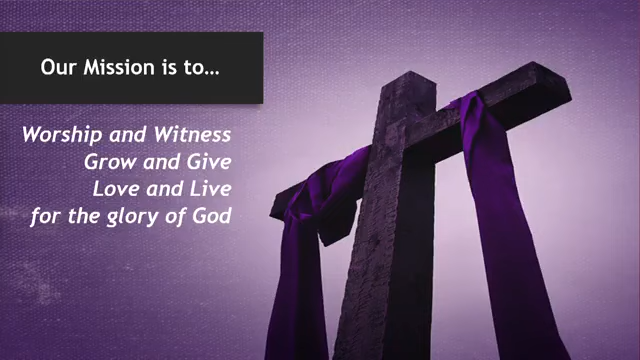 Our Mission is to…
Worship and Witness
Grow and Give
Love and Live
for the glory of God